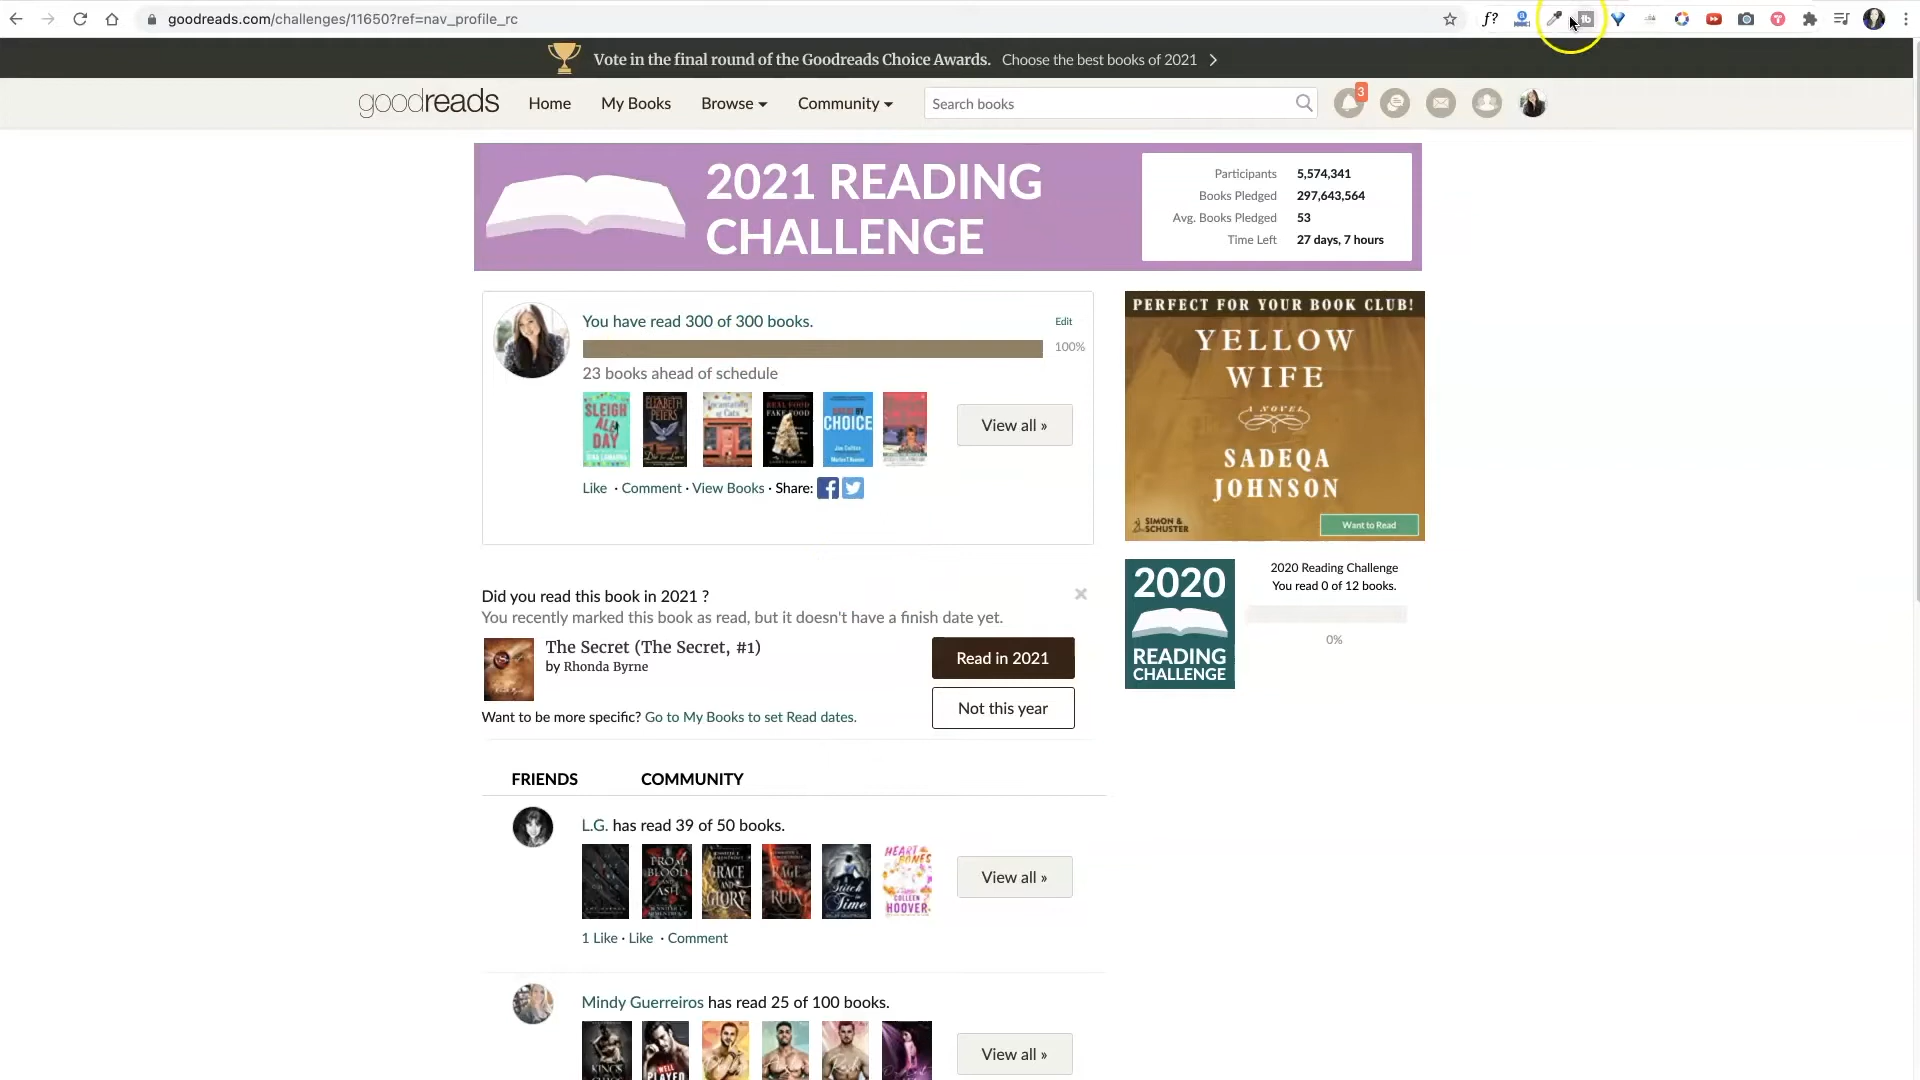 goodreads.com/challenges/11650?ref=nav_profile_rc
f?
fb
Vote in the final round of the Goodreads Choice Awards. Choose the best books of 2021
goodreads Home My Books Browse Community Search books 3
2021 READING
CHALLENGE
Participants 5,574,341
Books Pledged 297,643,564
Avg. Books Pledged 53
Time Left 27 days, 7 hours
You have read 300 of 300 books. Edit
100%
23 books ahead of schedule
SLEIGH
ALL
DAY
ELIZABETH
PETERS
REAL FOOD
FAKE FOOD
CHOICE
View all »
Like · Comment · View Books · Share:
PERFECT FOR YOUR BOOK CLUB!
YELLOW
WIFE
A NOVEL
SADEQA
JOHNSON
SIMON &
SCHUSTER
Want to Read
2020
READING
CHALLENGE
2020 Reading Challenge
You read 0 of 12 books.
0%
Did you read this book in 2021 ?
You recently marked this book as read, but it doesn't have a finish date yet.
The Secret (The Secret, #1)
by Rhonda Byrne
Read in 2021
Not this year
Want to be more specific? Go to My Books to set Read dates.
FRIENDS COMMUNITY
L.G. has read 39 of 50 books.
FROM
BLOOD
AND
ASH
GRACE
AND
GLORY
RAGE
AND
RUIN
A
Stitch
in
Time
HEART
BONES
COLLEEN
HOOVER
View all »
1 Like · Like · Comment
Mindy Guerreiros has read 25 of 100 books.
WELL
PLAYED
View all »